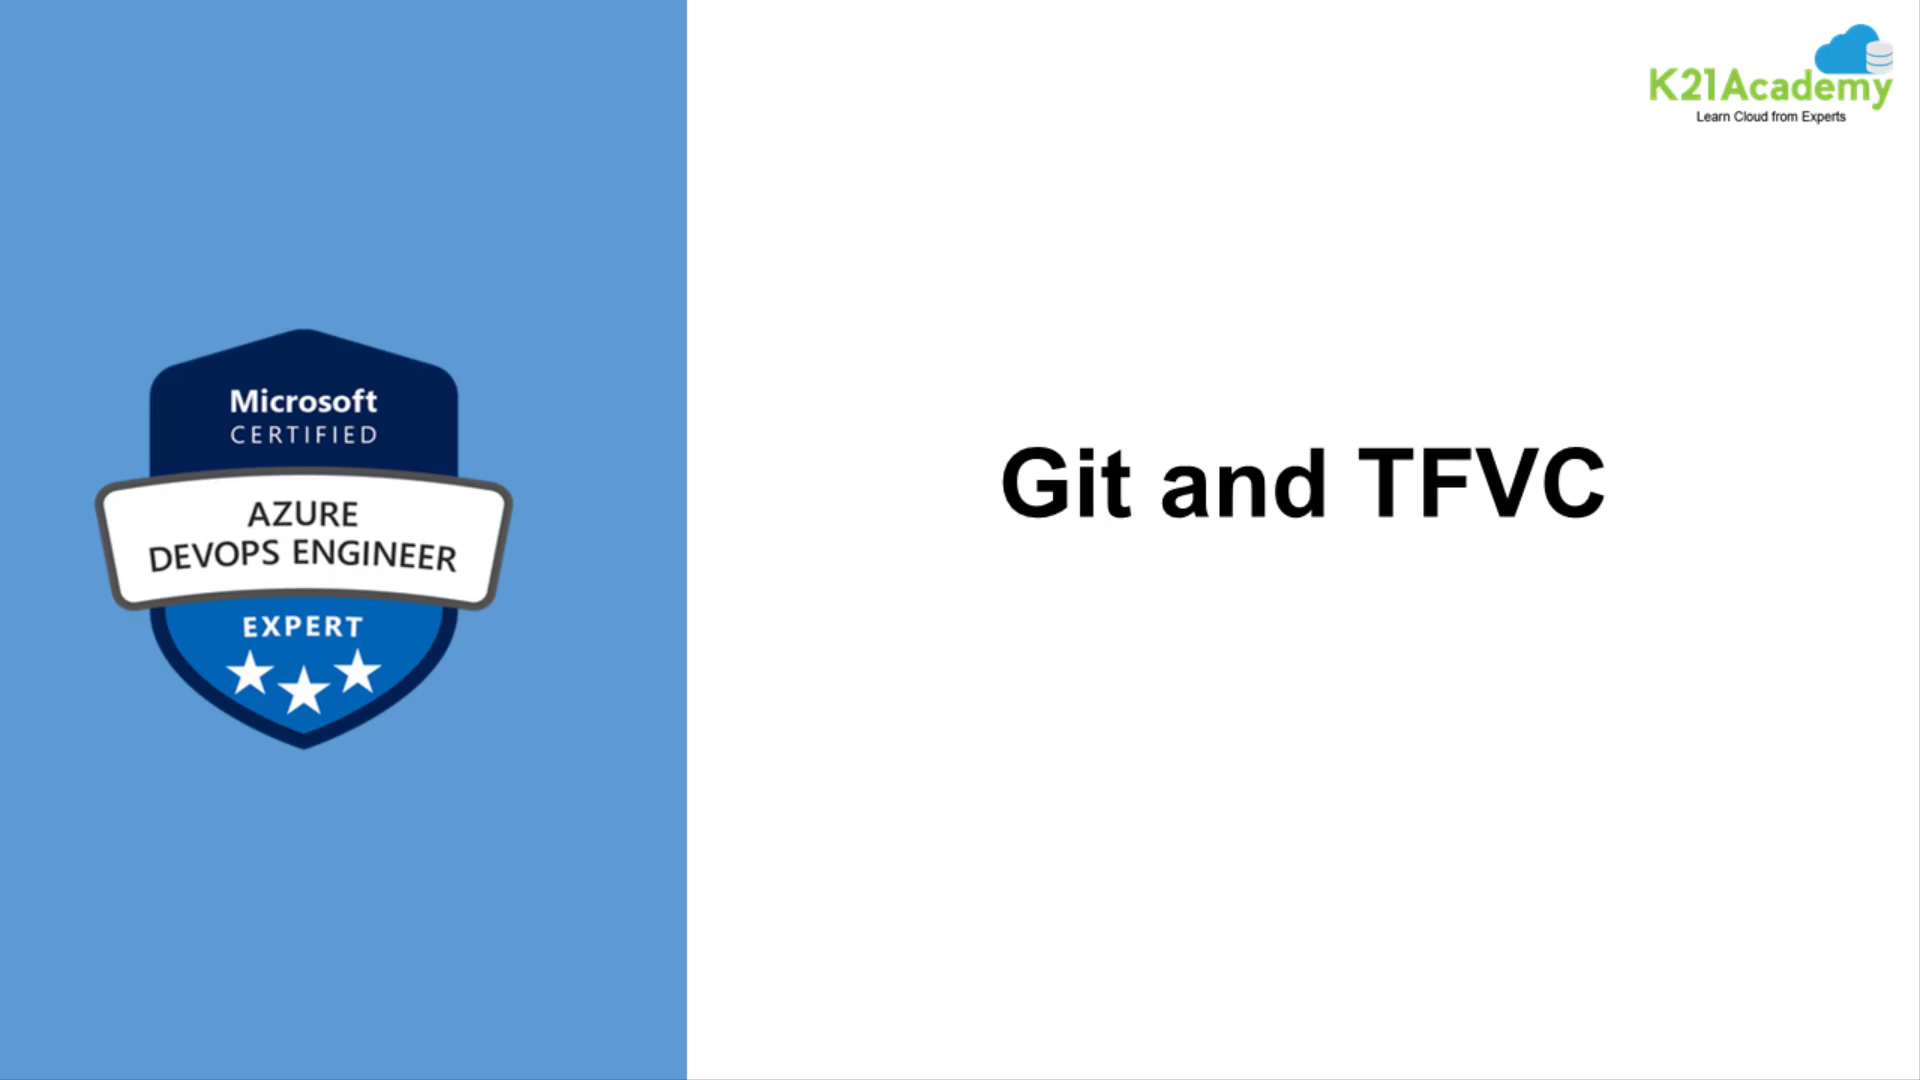 K21Academy
Learn Cloud from Experts
Microsoft
CERTIFIED
AZURE
DEVOPS ENGINEER
EXPERT
Git and TFVC